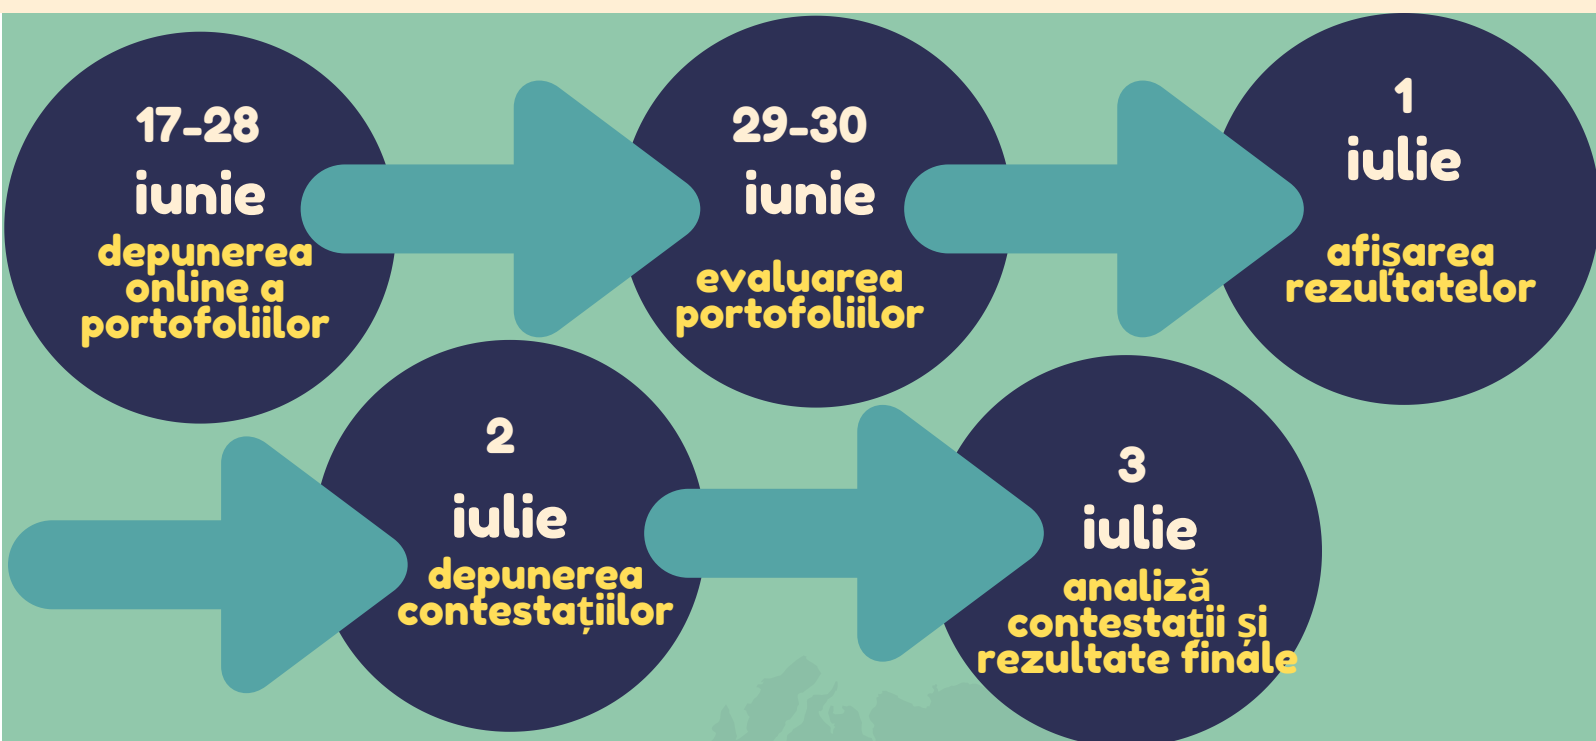 17-28
iunie
depunerea
online a
portofoliilor
29-30
iunie
evaluarea
portofoliilor
1
iulie
afișarea
rezultatelor
2
iulie
depunerea
contestațiilor
3
iulie
analiză
contestații și
rezultate finale